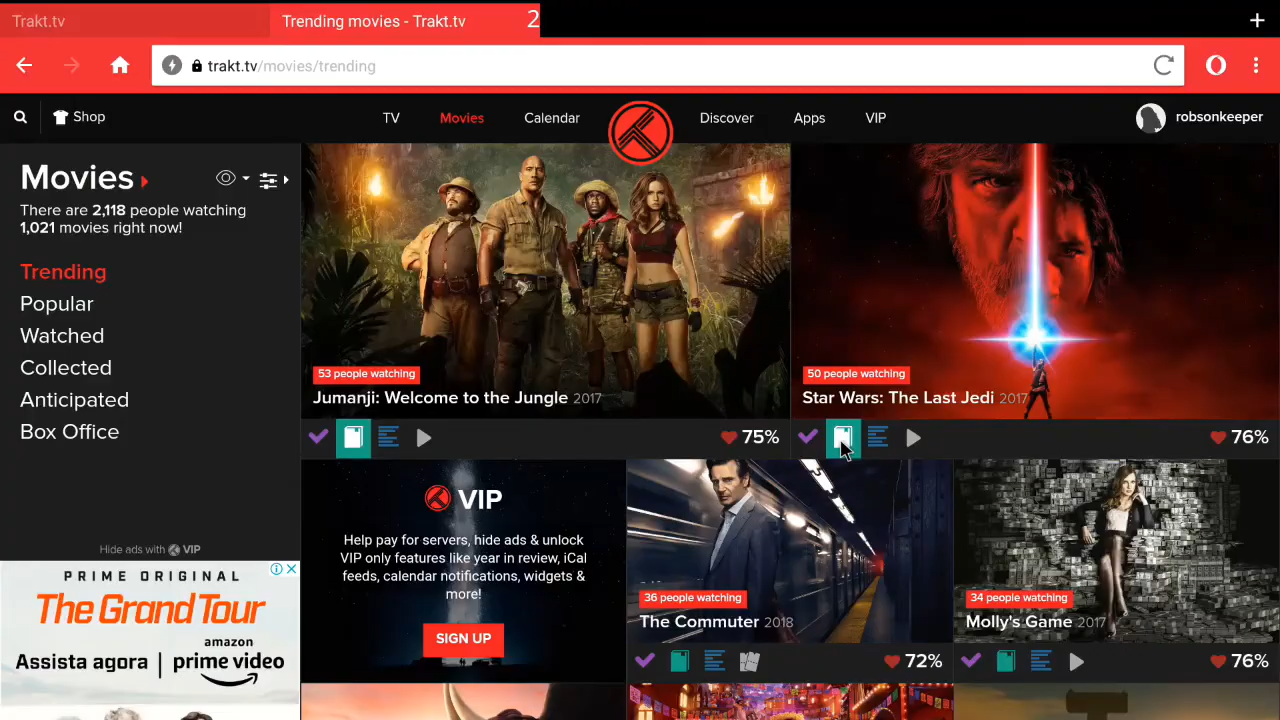 Trakt.tv
Trending movies - Trakt.tv
2
trakt.tv/movies/trending
Shop
TV
Movies
Calendar
Discover
Apps
VIP
robsonkeeper
Movies
There are 2,118 people watching
1,021 movies right now!
Trending
Popular
Watched
Collected
Anticipated
Box Office
Hide ads with VIP
PRIME ORIGINAL
The GRAND TOUR
Assista agora | amazon
prime video
53 people watching
Jumanji: Welcome to the Jungle 2017
75%
50 people watching
Star Wars: The Last Jedi 2017
76%
VIP
Help pay for servers, hide ads & unlock
VIP only features like year in review, iCal
feeds, calendar notifications, widgets &
more!
SIGN UP
36 people watching
The Commuter 2018
72%
34 people watching
Molly's Game 2017
76%